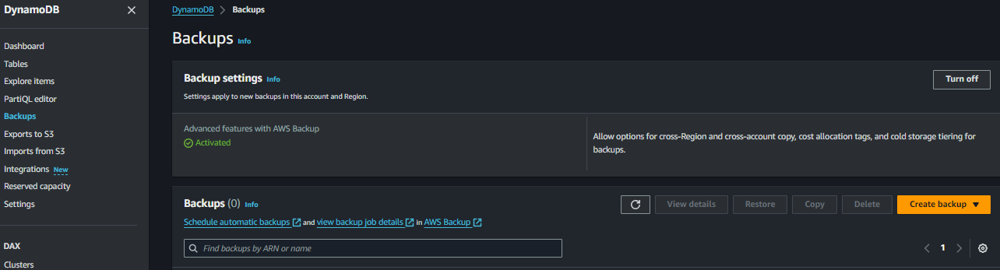 DynamoDB
Dashboard
Tables
Explore items
PartiQL editor
Backups
Exports to S3
Imports from S3
Integrations New
Reserved capacity
Settings
DAX
Clusters
DynamoDB > Backups
Backups Info
Backup settings Info
Turn off
Settings apply to new backups in this account and Region.
Advanced features with AWS Backup
Activated
Allow options for cross-Region and cross-account copy, cost allocation tags, and cold storage tiering for
backups.
Backups (0) Info
View details
Restore
Copy
Delete
Create backup
Schedule automatic backups and view backup job details in AWS Backup
Find backups by ARN or name
1